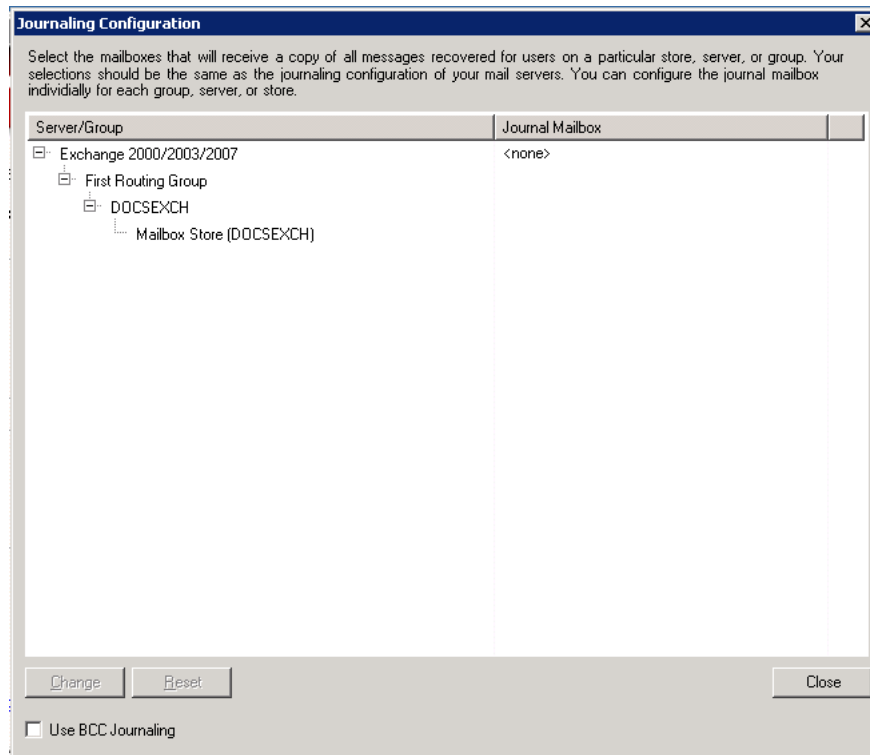 Journaling Configuration
Select the mailboxes that will receive a copy of all messages recovered for users on a particular store, server, or group. Your
selections should be the same as the journaling configuration of your mail servers. You can configure the journal mailbox
individially for each group, server, or store.
Server/Group Journal Mailbox
Exchange 2000/2003/2007 <none>
First Routing Group
DOCSEXCH
Mailbox Store (DOCSEXCH)
Change Reset Close
Use BCC Journaling